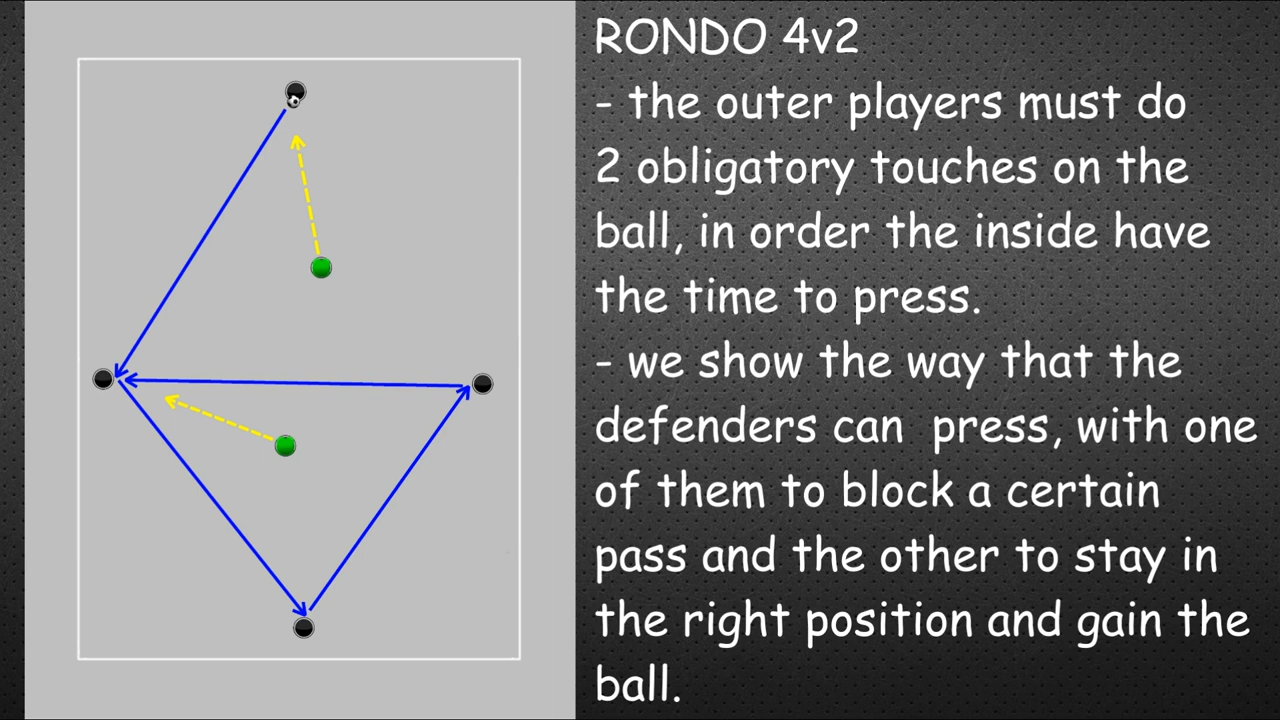 RONDO 4v2
- the outer players must do
2 obligatory touches on the
ball, in order the inside have
the time to press.
- we show the way that the
defenders can  press, with one
of them to block a certain
pass and the other to stay in
the right position and gain the
ball.